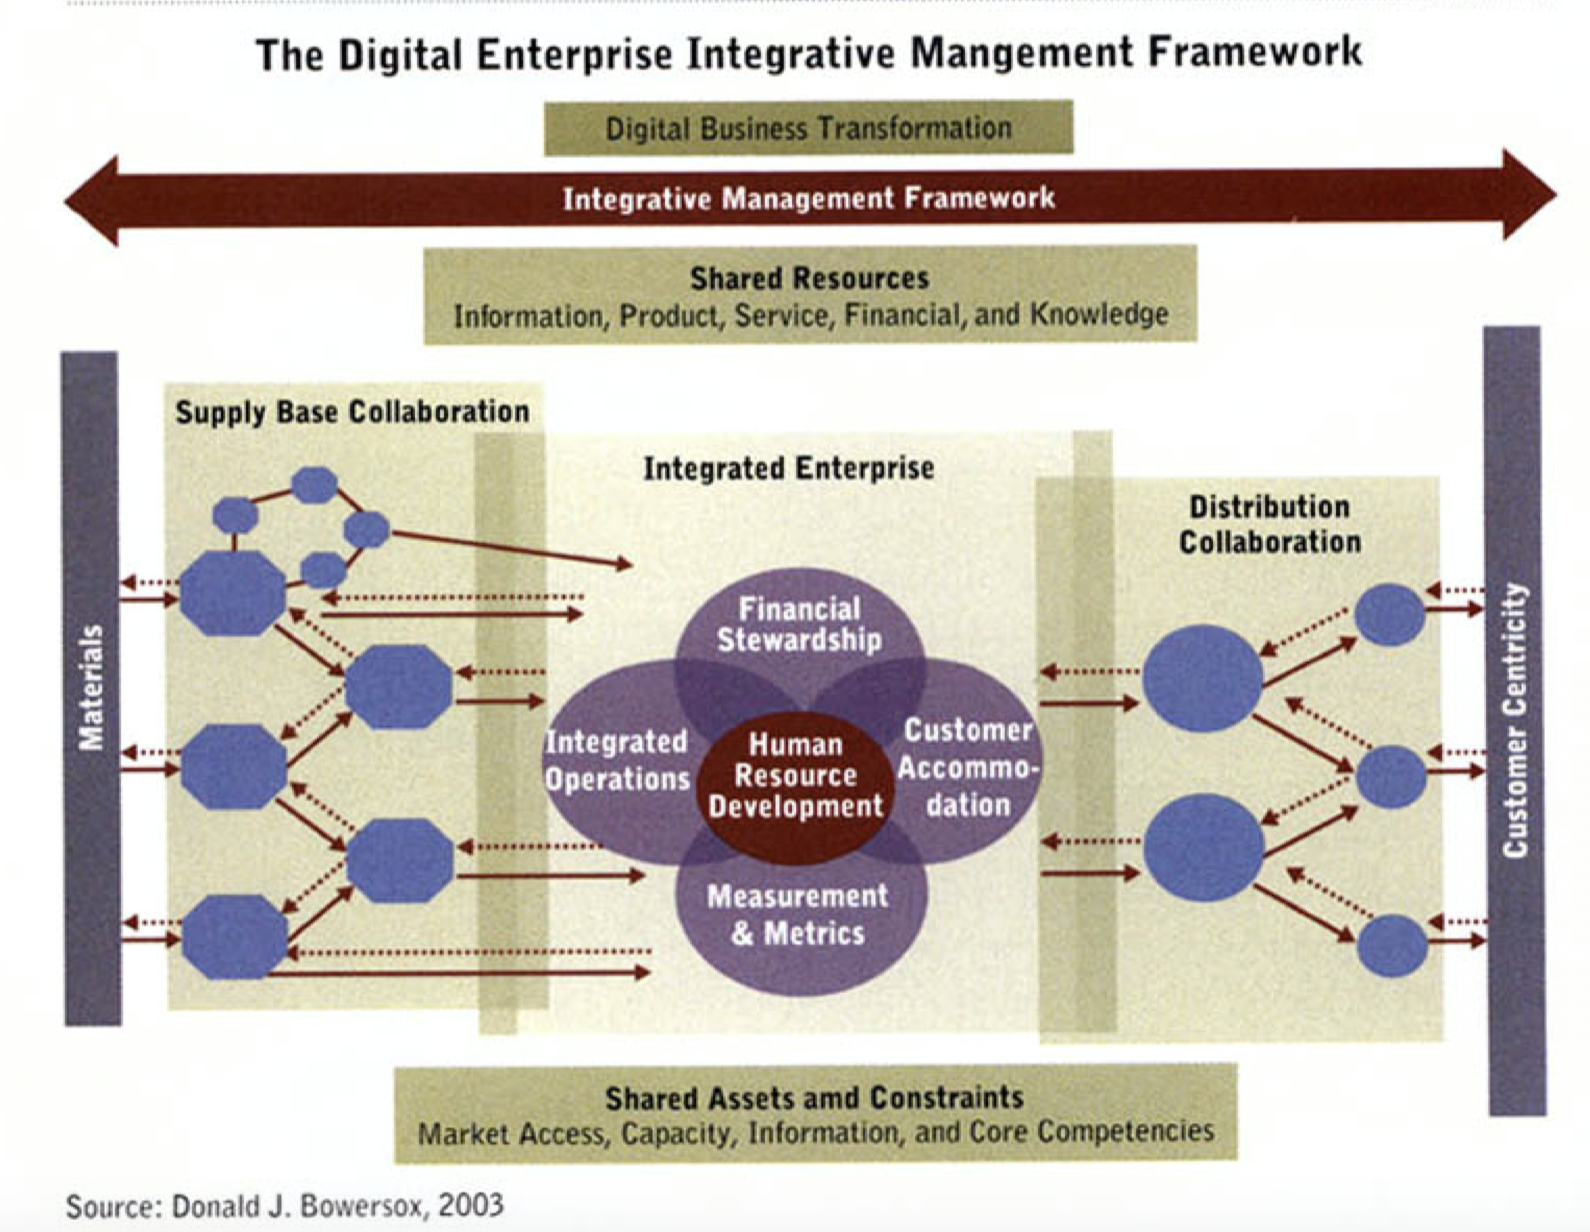 The Digital Enterprise Integrative Mangement Framework
Digital Business Transformation
Integrative Management Framework
Shared Resources
Information, Product, Service, Financial, and Knowledge
Supply Base Collaboration
Integrated Enterprise
Distribution
Collaboration
Materials
Financial
Stewardship
Integrated
Operations
Human
Resource
Development
Customer
Accommo-
dation
Measurement
& Metrics
Customer Centricity
Shared Assets amd Constraints
Market Access, Capacity, Information, and Core Competencies
Source: Donald J. Bowersox, 2003